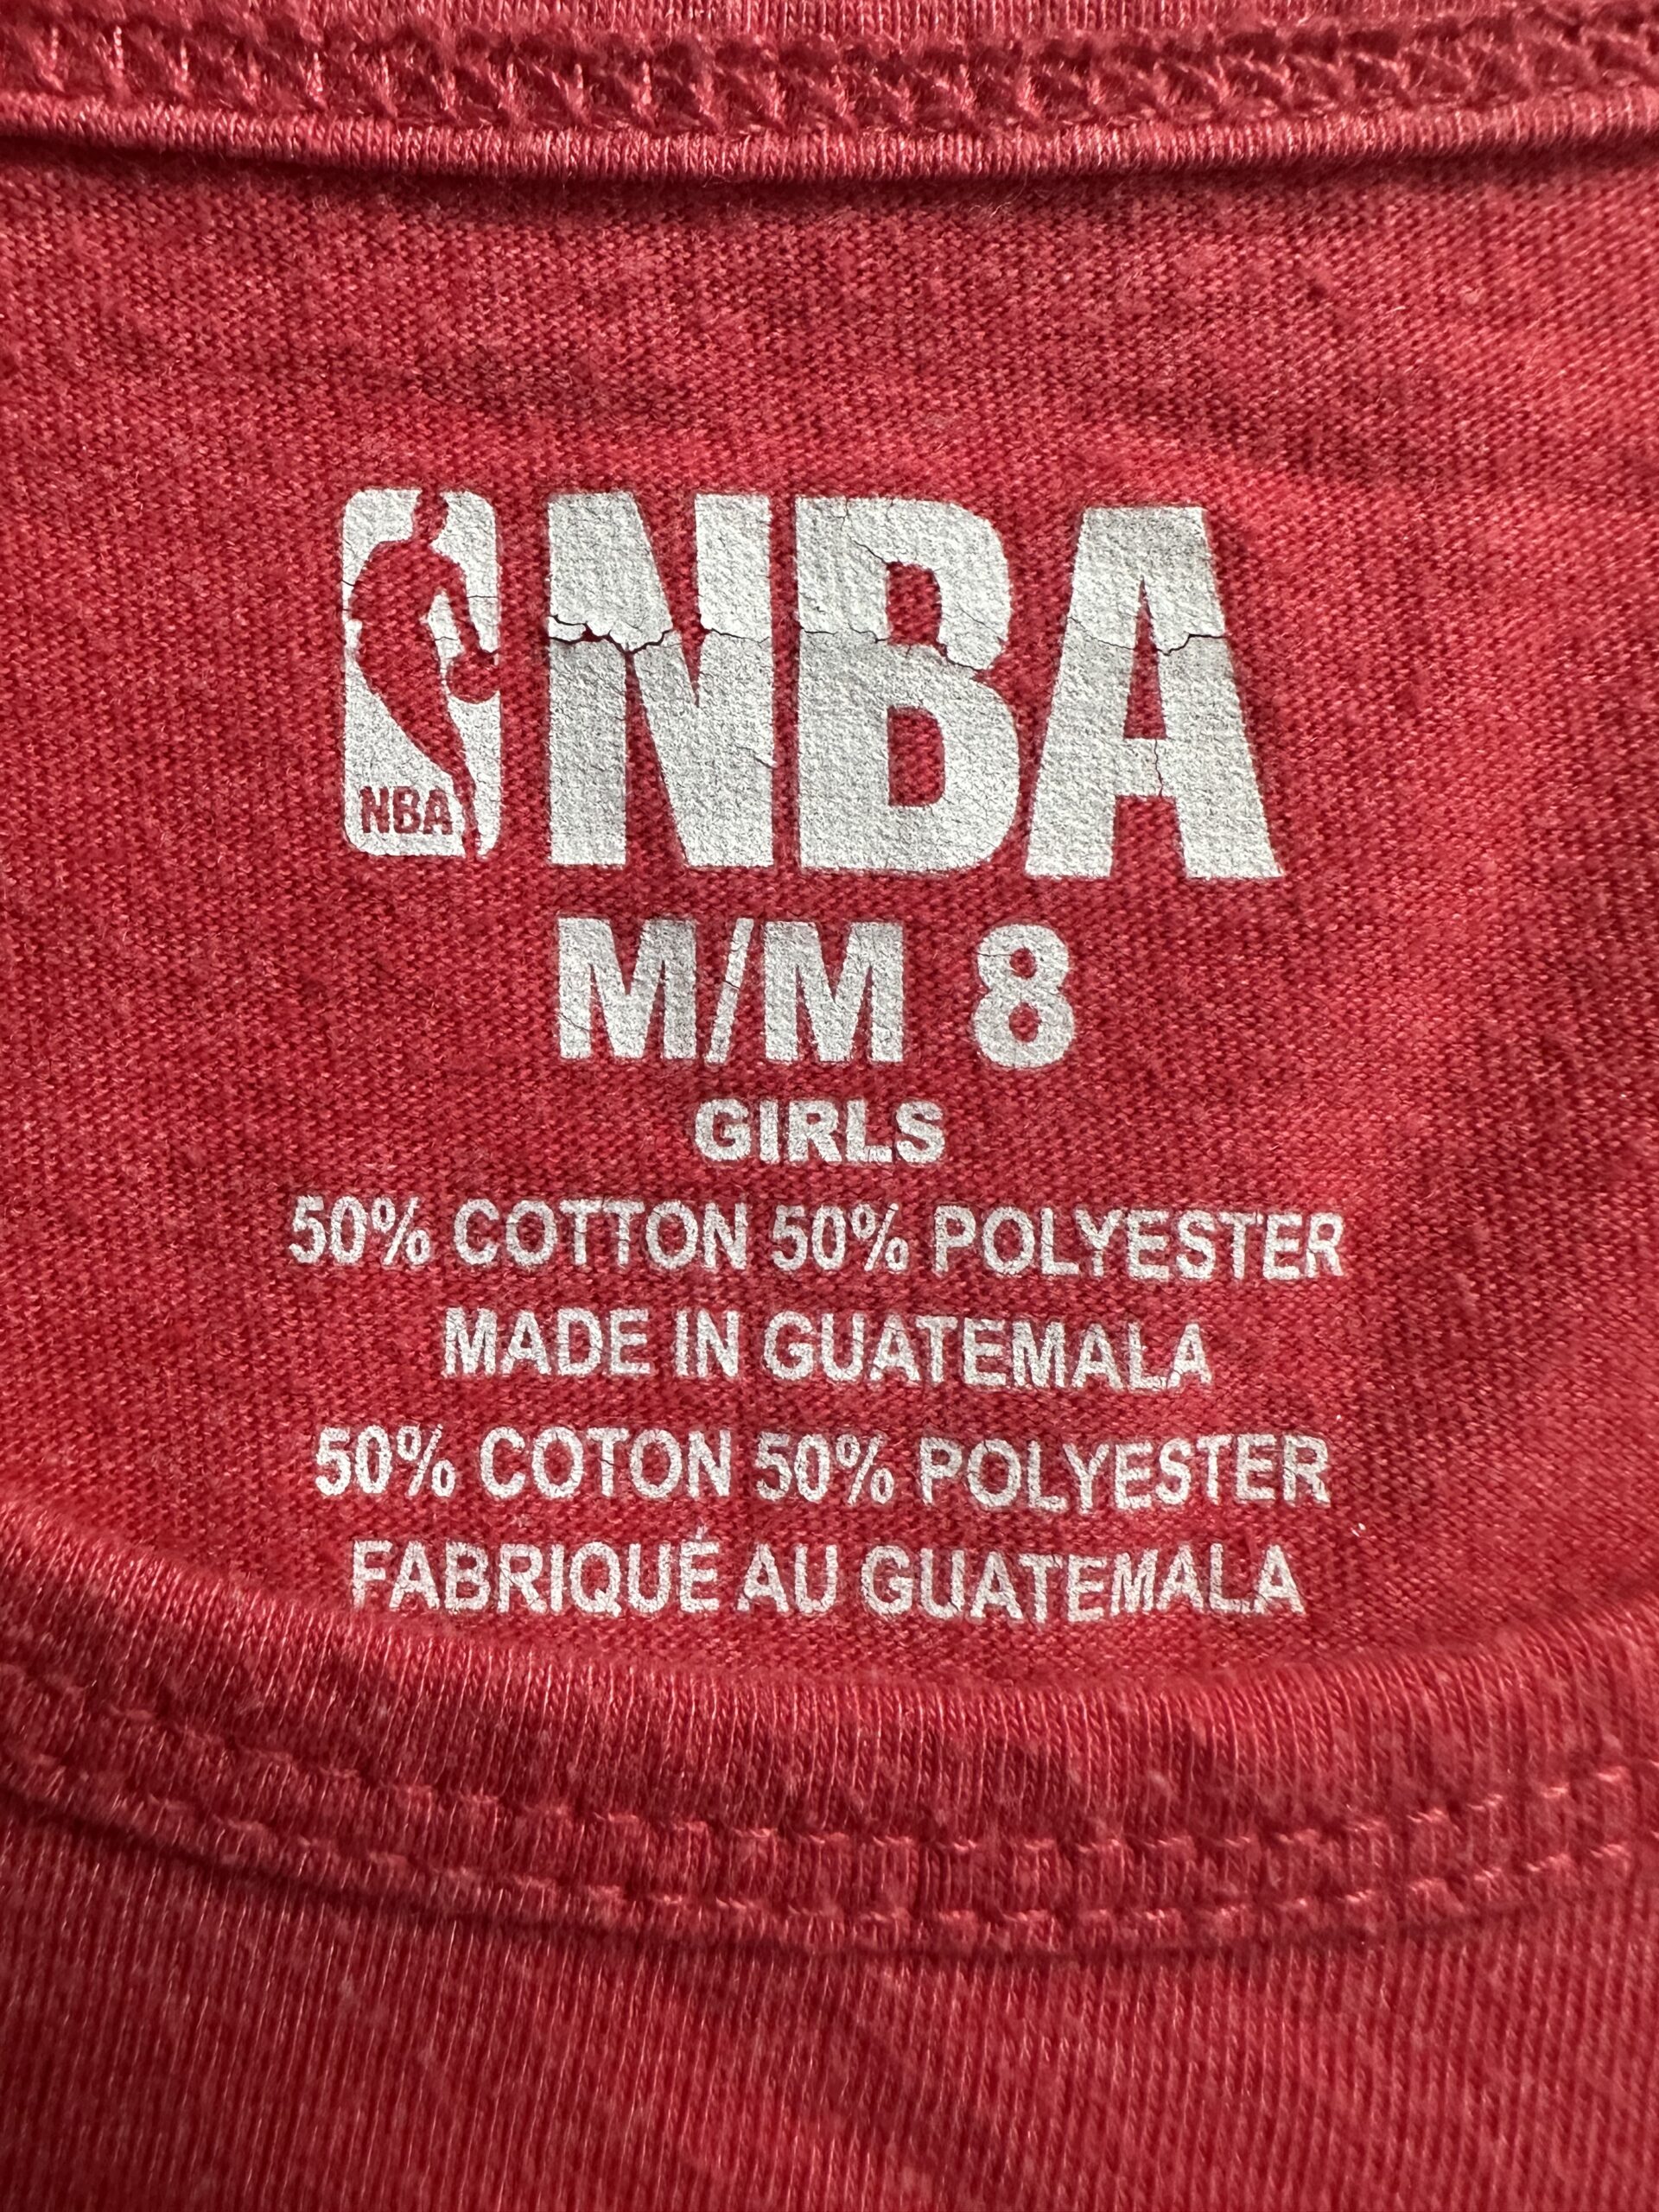 NBA NBA
M/M 8
GIRLS
50% COTTON 50% POLYESTER
MADE IN GUATEMALA
50% COTON 50% POLYESTER
FABRIQUÉ AU GUATEMALA